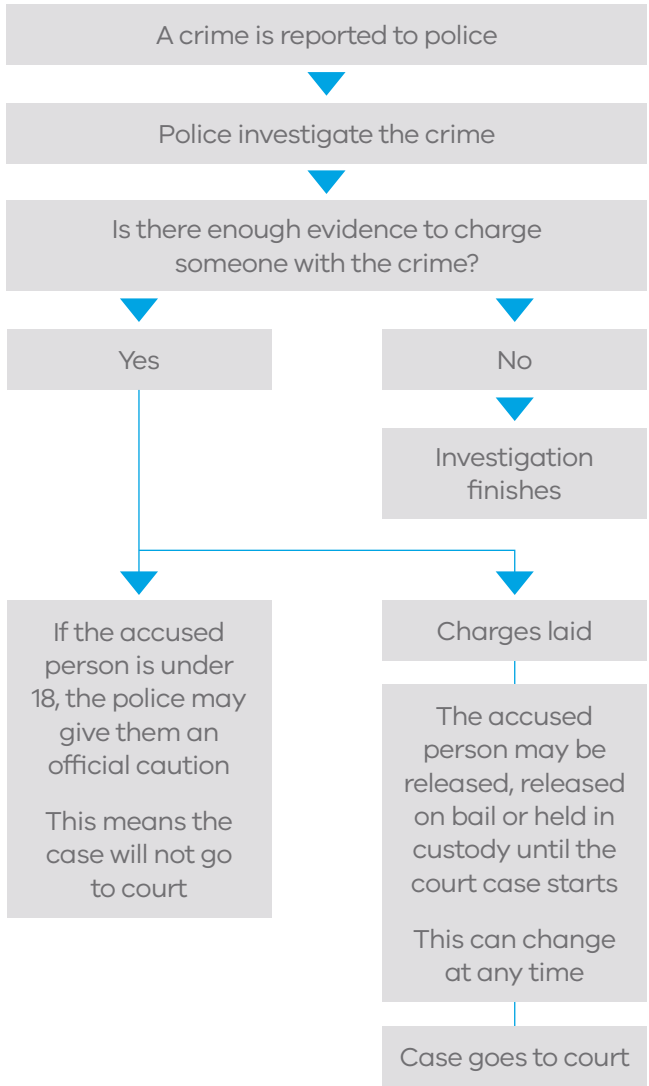 A crime is reported to police
Police investigate the crime
Is there enough evidence to charge
someone with the crime?
Yes
No
Investigation
finishes
If the accused
person is under
18, the police may
give them an
official caution
This means the
case will not go
to court
Charges laid
The accused
person may be
released, released
on bail or held in
custody until the
court case starts
This can change
at any time
Case goes to court